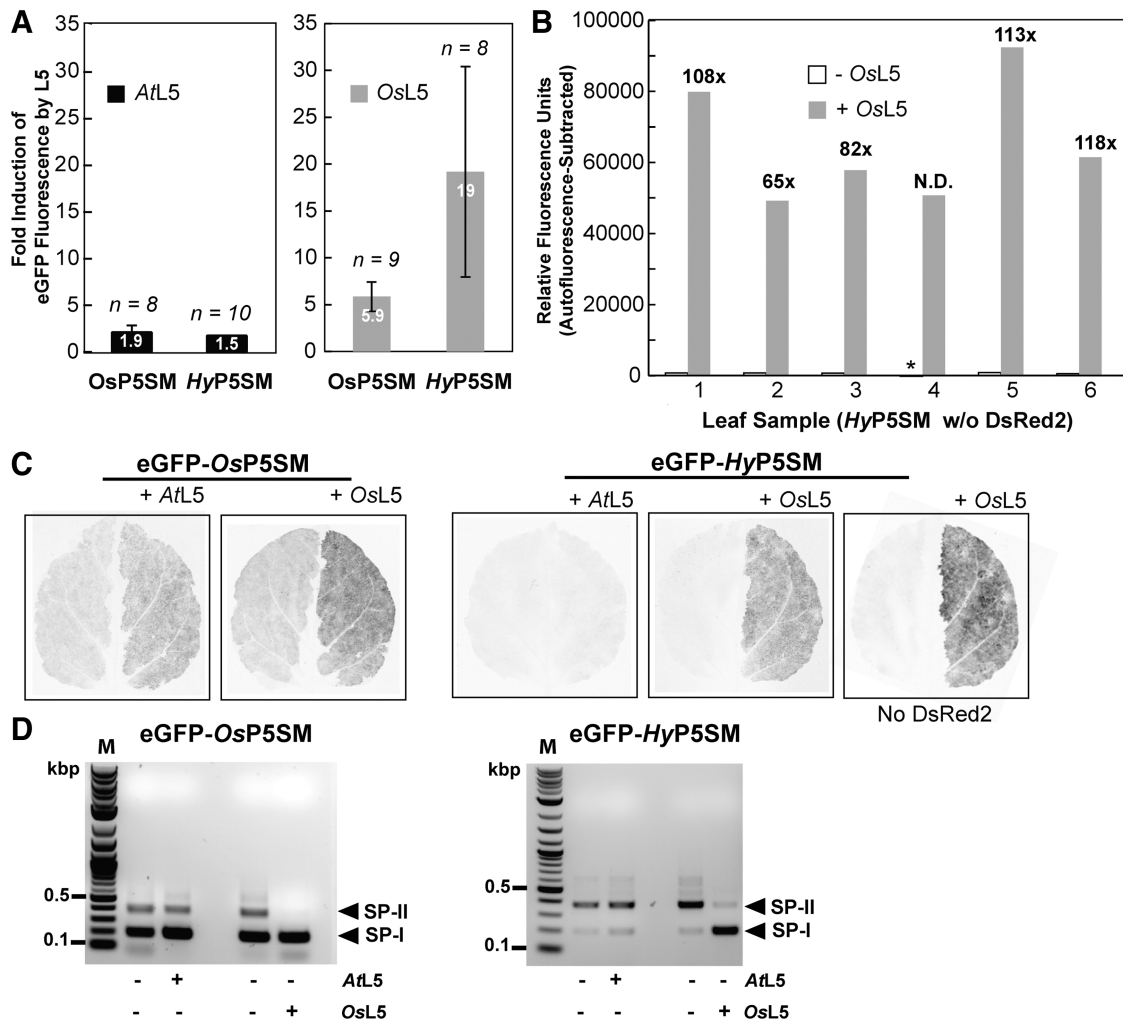 A
Fold Induction of
eGFP Fluorescence by L5
35
30
25
20
15
10
5
0
AtL5
n = 8
n = 10
1.9
1.5
OsP5SM
HyP5SM
35
30
25
20
15
10
5
0
OsL5
n = 9
n = 8
5.9
19
OsP5SM
HyP5SM
B
Relative Fluorescence Units
(Autofluorescence-Subtracted)
100000
80000
60000
40000
20000
0
- OsL5
+ OsL5
108x
65x
82x
N.D.
113x
118x
*
1 2 3 4 5 6
Leaf Sample (HyP5SM w/o DsRed2)
C
eGFP-OsP5SM
+ AtL5
+ OsL5
eGFP-HyP5SM
+ AtL5
+ OsL5
+ OsL5
No DsRed2
D
eGFP-OsP5SM
M
kbp
0.5
0.1
SP-II
SP-I
- + - - AtL5
- - - + OsL5
eGFP-HyP5SM
M
kbp
0.5
0.1
SP-II
SP-I
- + - - AtL5
- - - + OsL5